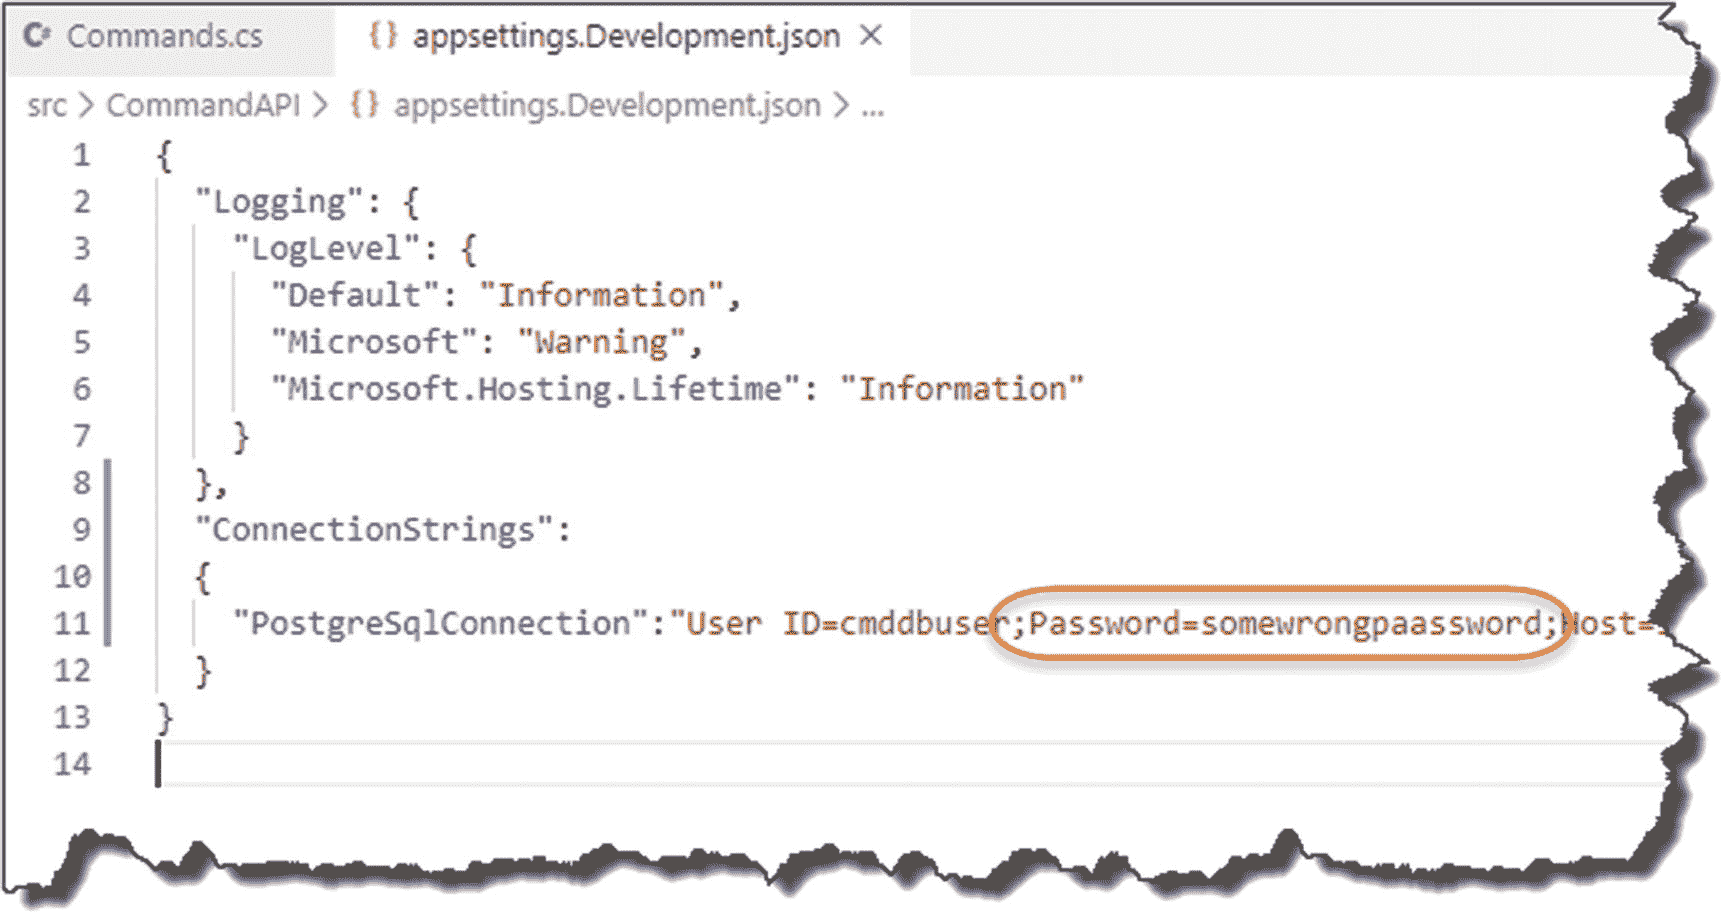 C# Commands.cs {} appsettings.Development.json ×
src > CommandAPI > {} appsettings.Development.json > ...
1 {
2 "Logging": {
3 "LogLevel": {
4 "Default": "Information",
5 "Microsoft": "Warning",
6 "Microsoft.Hosting.Lifetime": "Information"
7 }
8 },
9 "ConnectionStrings":
10 {
11 "PostgreSqlConnection":"User ID=cmddbuser;Password=somewrongpaassword;Host=
12 }
13 }
14